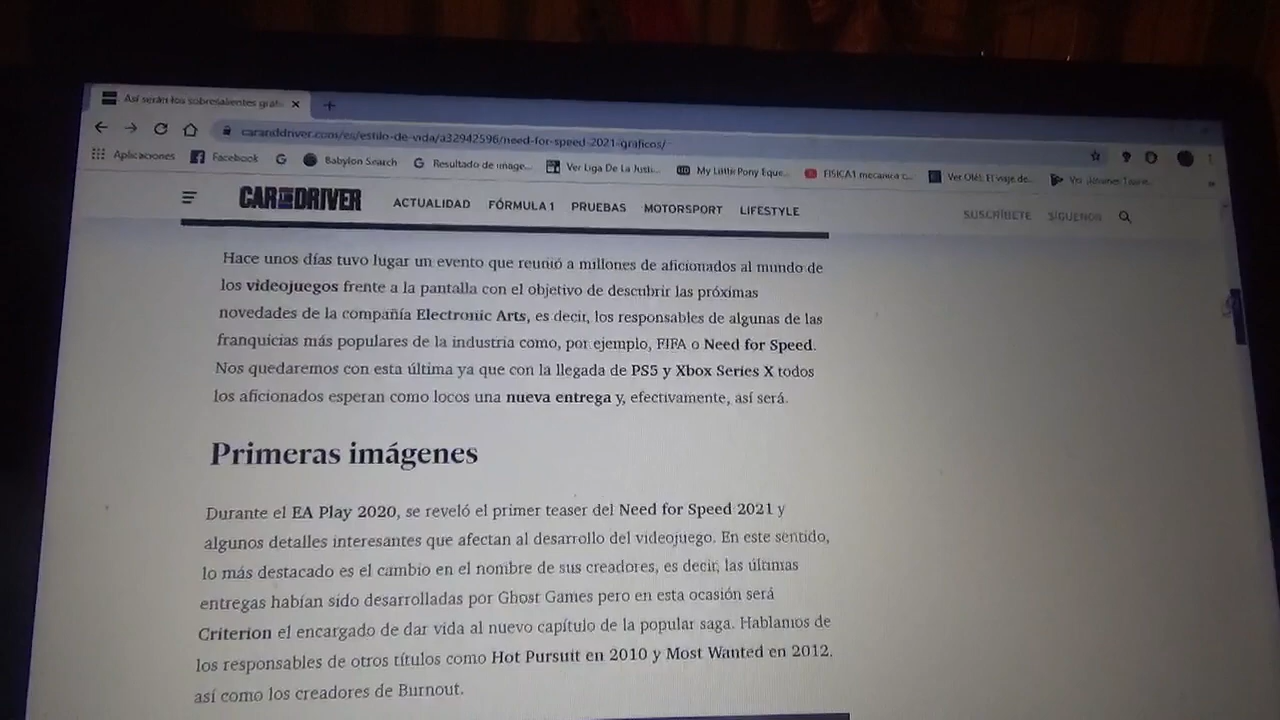 Así serán los sobresalientes gráf
caranddriver.com/es/estilo-de-vida/a32942596/need-for-speed-2021-graficos/
Aplicaciones Facebook Babylon Search Resultado de image... Ver Liga De La Justi... My Little Pony Eque... FISICA1 mecanica c... Ver Olé: El viaje de...
CAR AND DRIVER ACTUALIDAD FÓRMULA 1 PRUEBAS MOTORSPORT LIFESTYLE SUSCRÍBETE SÍGUENOS
Hace unos días tuvo lugar un evento que reunió a millones de aficionados al mundo de
los videojuegos frente a la pantalla con el objetivo de descubrir las próximas
novedades de la compañía Electronic Arts, es decir, los responsables de algunas de las
franquicias más populares de la industria como, por ejemplo, FIFA o Need for Speed.
Nos quedaremos con esta última ya que con la llegada de PS5 y Xbox Series X todos
los aficionados esperan como locos una nueva entrega y, efectivamente, así será.
Primeras imágenes
Durante el EA Play 2020, se reveló el primer teaser del Need for Speed 2021 y
algunos detalles interesantes que afectan al desarrollo del videojuego. En este sentido,
lo más destacado es el cambio en el nombre de sus creadores, es decir, las últimas
entregas habían sido desarrolladas por Ghost Games pero en esta ocasión será
Criterion el encargado de dar vida al nuevo capítulo de la popular saga. Hablamos de
los responsables de otros títulos como Hot Pursuit en 2010 y Most Wanted en 2012,
así como los creadores de Burnout.